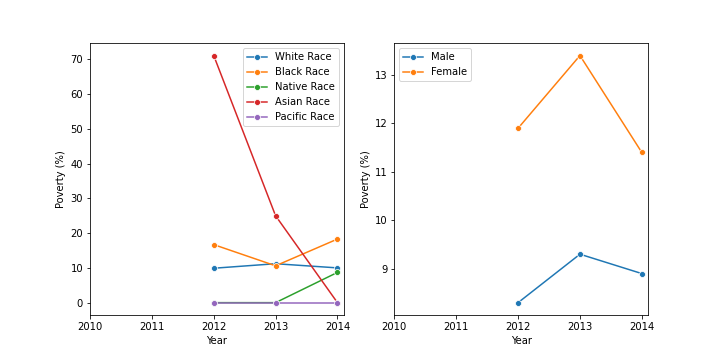 70
60
50
40
30
20
10
0
Poverty (%)
2010 2011 2012 2013 2014
Year
White Race
Black Race
Native Race
Asian Race
Pacific Race
13
12
11
10
9
Poverty (%)
2010 2011 2012 2013 2014
Year
Male
Female